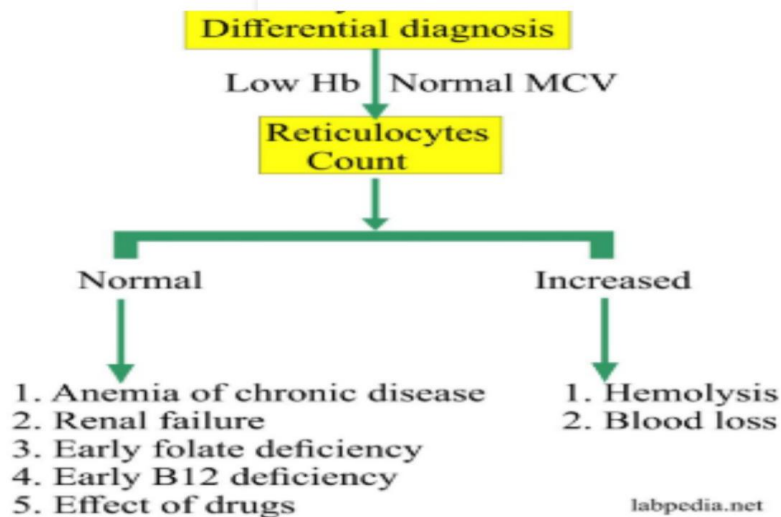 Differential diagnosis
Low Hb Normal MCV
Reticulocytes
Count
Normal
Increased
1. Anemia of chronic disease
2. Renal failure
3. Early folate deficiency
4. Early B12 deficiency
5. Effect of drugs
1. Hemolysis
2. Blood loss
labpedia.net